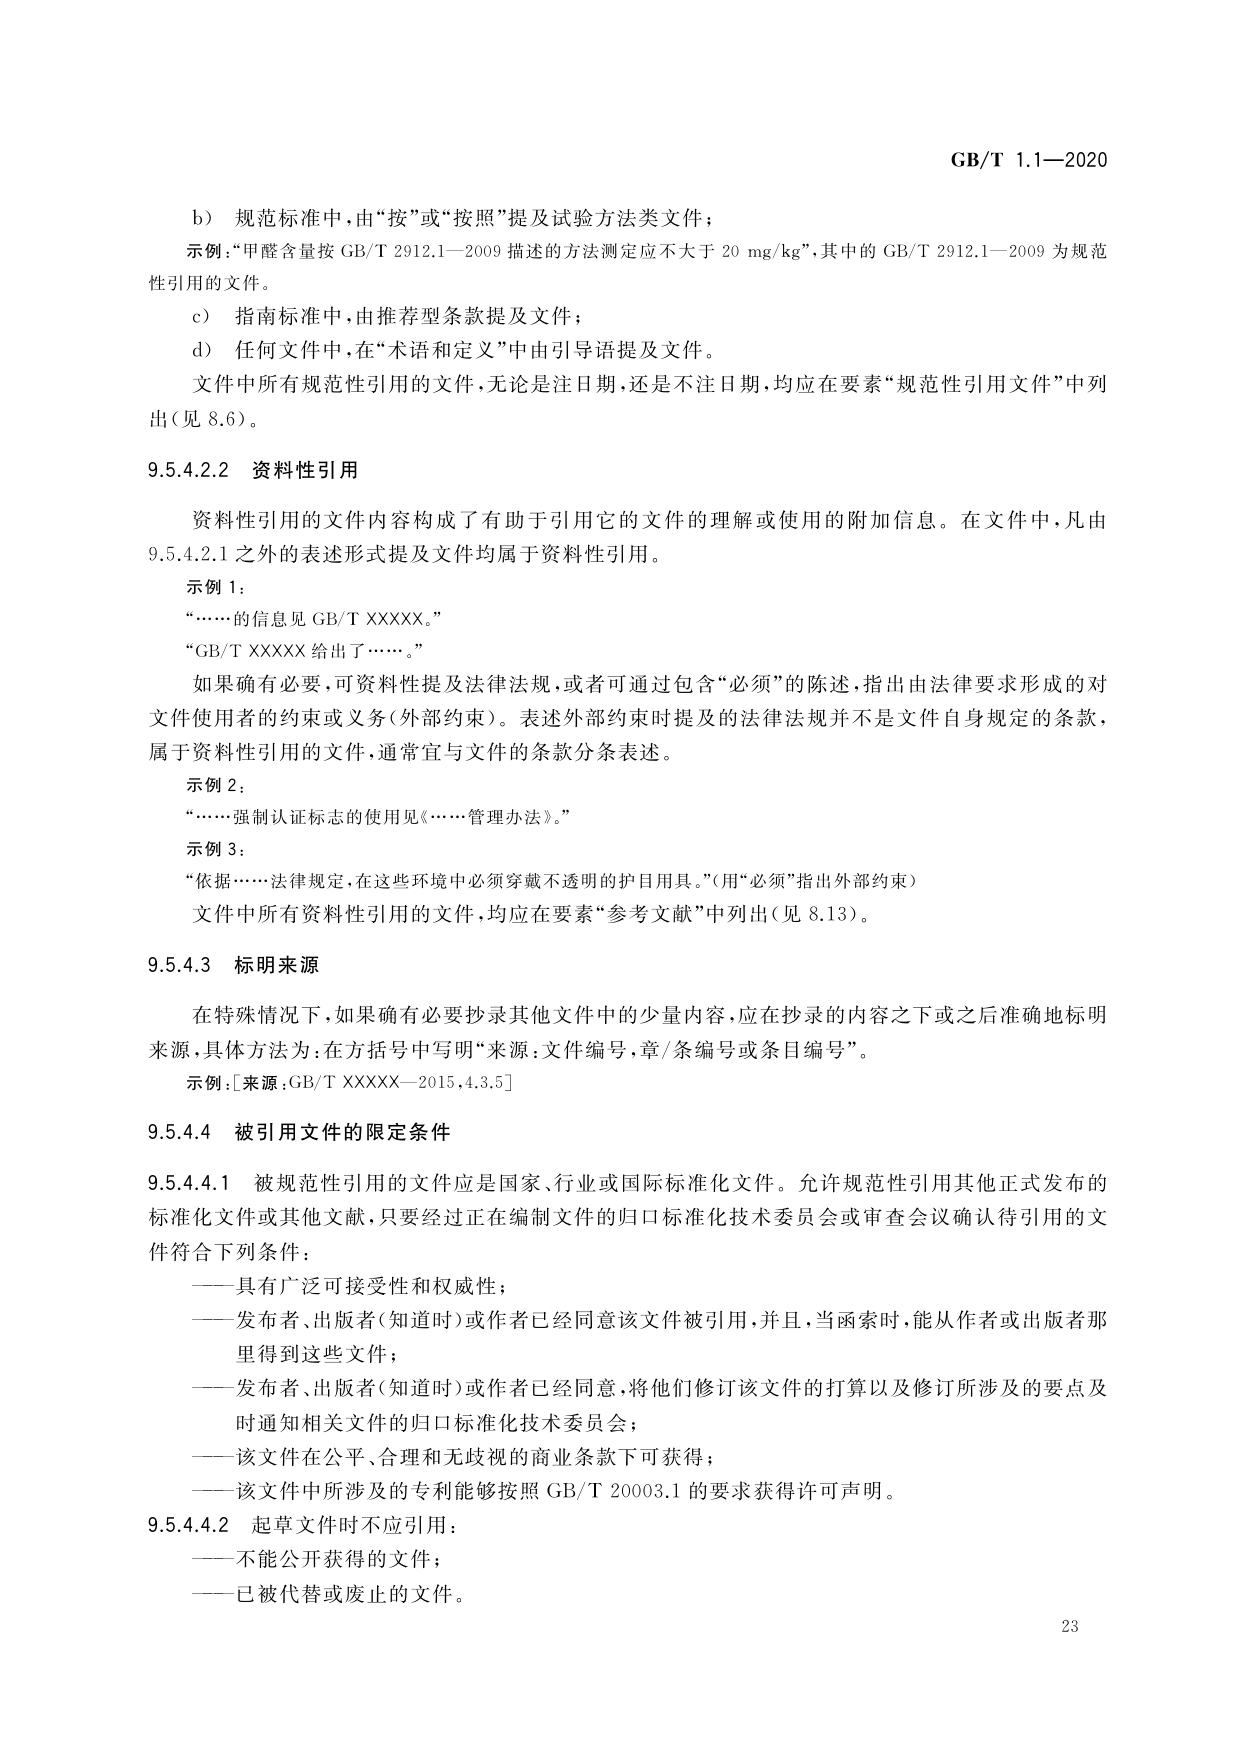 GB/T 1.1—2020
b） 规范标准中，由“按”或“按照”提及试验方法类文件；
示例：“甲醛含量按 GB/T 2912.1—2009 描述的方法测定应不大于 20 mg/kg”，其中的 GB/T 2912.1—2009 为规范
性引用的文件。
c） 指南标准中，由推荐型条款提及文件；
d） 任何文件中，在“术语和定义”中由引导语提及文件。
文件中所有规范性引用的文件，无论是注日期，还是不注日期，均应在要素“规范性引用文件”中列
出（见 8.6）。
9.5.4.2.2 资料性引用
资料性引用的文件内容构成了有助于引用它的文件的理解或使用的附加信息。在文件中，凡由
9.5.4.2.1 之外的表述形式提及文件均属于资料性引用。
示例 1：
“……的信息见 GB/T XXXXX。”
“GB/T XXXXX 给出了……。”
如果确有必要，可资料性提及法律法规，或者可通过包含“必须”的陈述，指出由法律要求形成的对
文件使用者的约束或义务（外部约束）。表述外部约束时提及的法律法规并不是文件自身规定的条款，
属于资料性引用的文件，通常宜与文件的条款分条表述。
示例 2：
“……强制认证标志的使用见《……管理办法》。”
示例 3：
“依据……法律规定，在这些环境中必须穿戴不透明的护目用具。”（用“必须”指出外部约束）
文件中所有资料性引用的文件，均应在要素“参考文献”中列出（见 8.13）。
9.5.4.3 标明来源
在特殊情况下，如果确有必要抄录其他文件中的少量内容，应在抄录的内容之下或之后准确地标明
来源，具体方法为：在方括号中写明“来源：文件编号，章/条编号或条目编号”。
示例：[来源：GB/T XXXXX—2015，4.3.5]
9.5.4.4 被引用文件的限定条件
9.5.4.4.1 被规范性引用的文件应是国家、行业或国际标准化文件。允许规范性引用其他正式发布的
标准化文件或其他文献，只要经过正在编制文件的归口标准化技术委员会或审查会议确认待引用的文
件符合下列条件：
——具有广泛可接受性和权威性；
——发布者、出版者（知道时）或作者已经同意该文件被引用，并且，当函索时，能从作者或出版者那
里得到这些文件；
——发布者、出版者（知道时）或作者已经同意，将他们修订该文件的打算以及修订所涉及的要点及
时通知相关文件的归口标准化技术委员会；
——该文件在公平、合理和无歧视的商业条款下可获得；
——该文件中所涉及的专利能够按照 GB/T 20003.1 的要求获得许可声明。
9.5.4.4.2 起草文件时不应引用：
——不能公开获得的文件；
——已被代替或废止的文件。
23